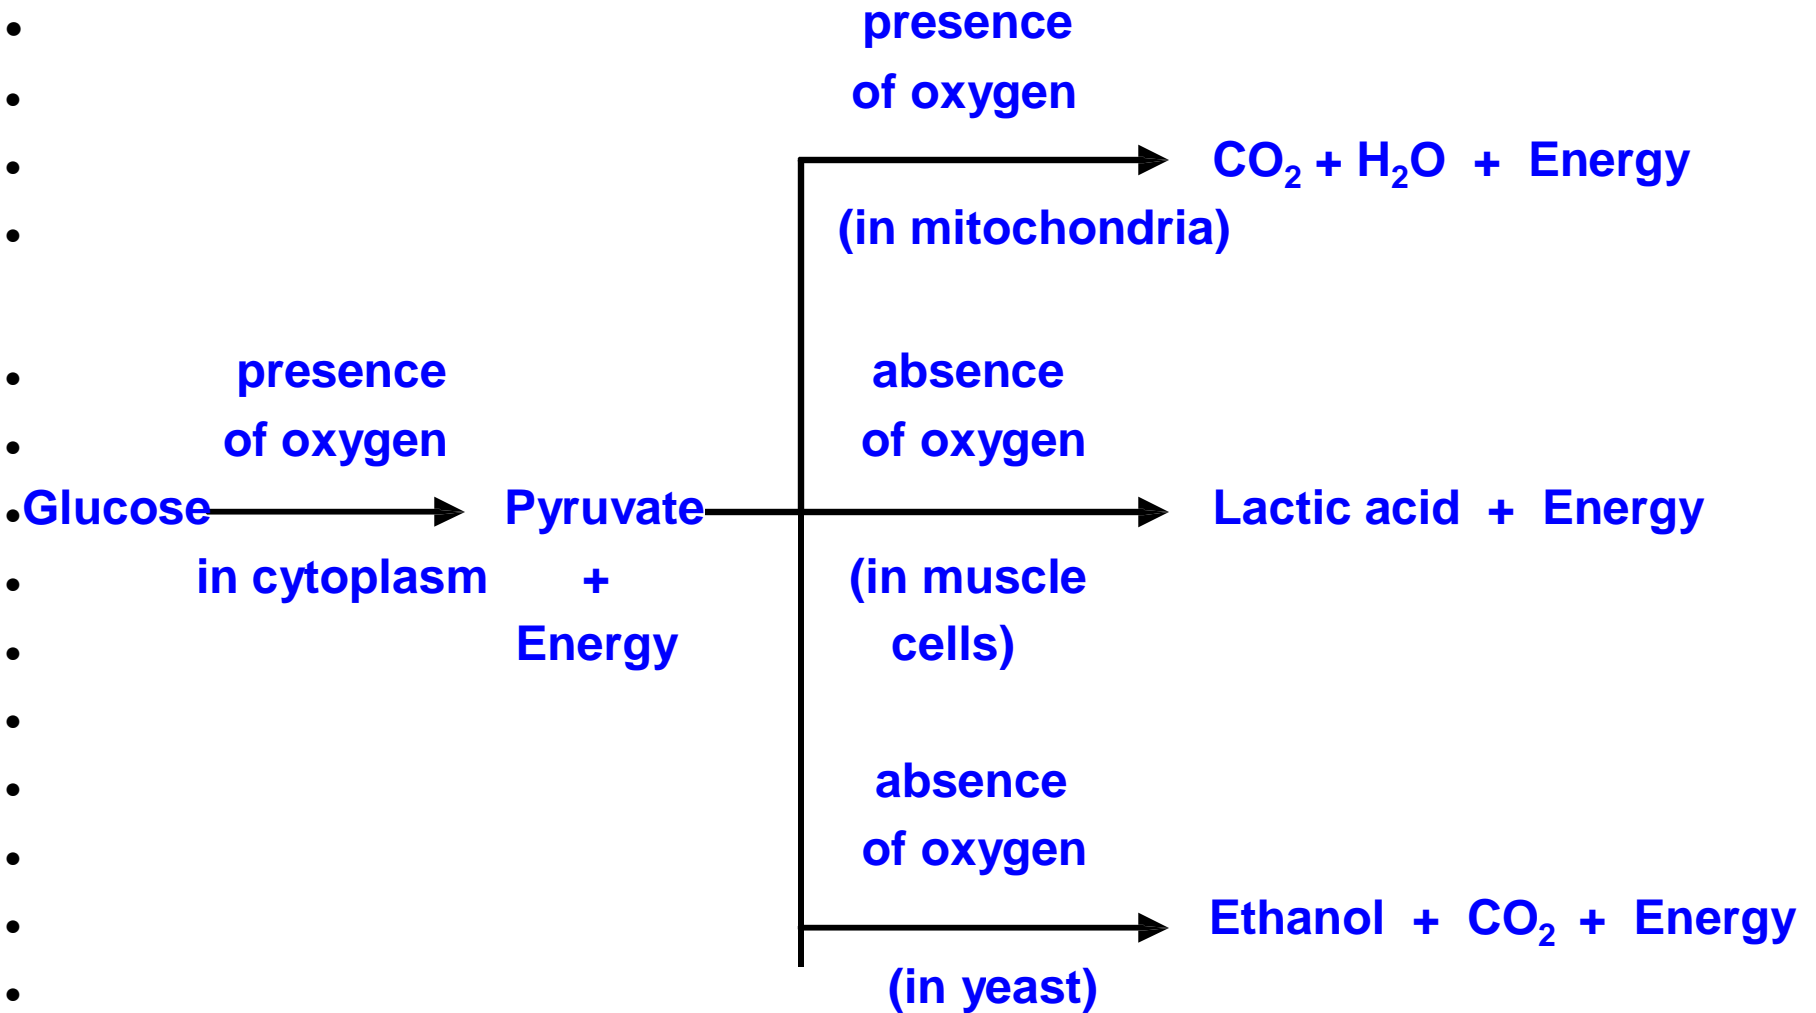 presence
of oxygen
CO₂ + H₂O + Energy
(in mitochondria)
presence absence
of oxygen of oxygen
Glucose Pyruvate Lactic acid + Energy
in cytoplasm + (in muscle
Energy cells)
absence
of oxygen
Ethanol + CO₂ + Energy
(in yeast)